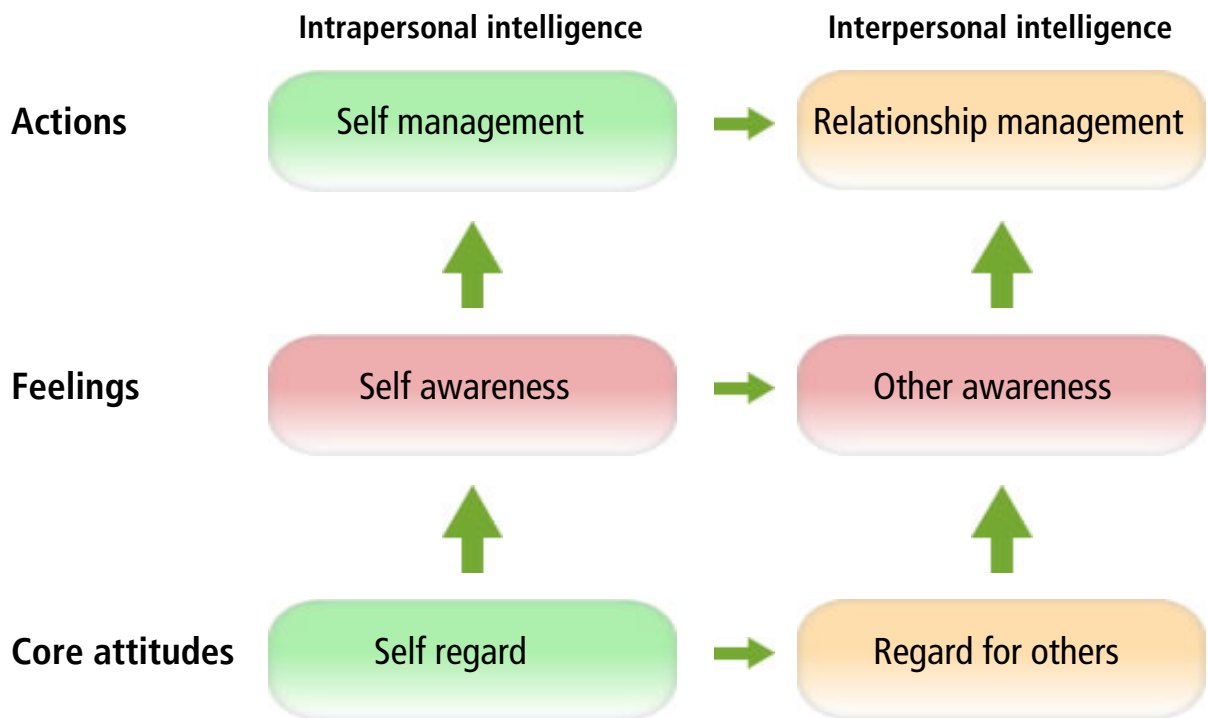 Intrapersonal intelligence
Interpersonal intelligence
Actions
Self management
Relationship management
Feelings
Self awareness
Other awareness
Core attitudes
Self regard
Regard for others